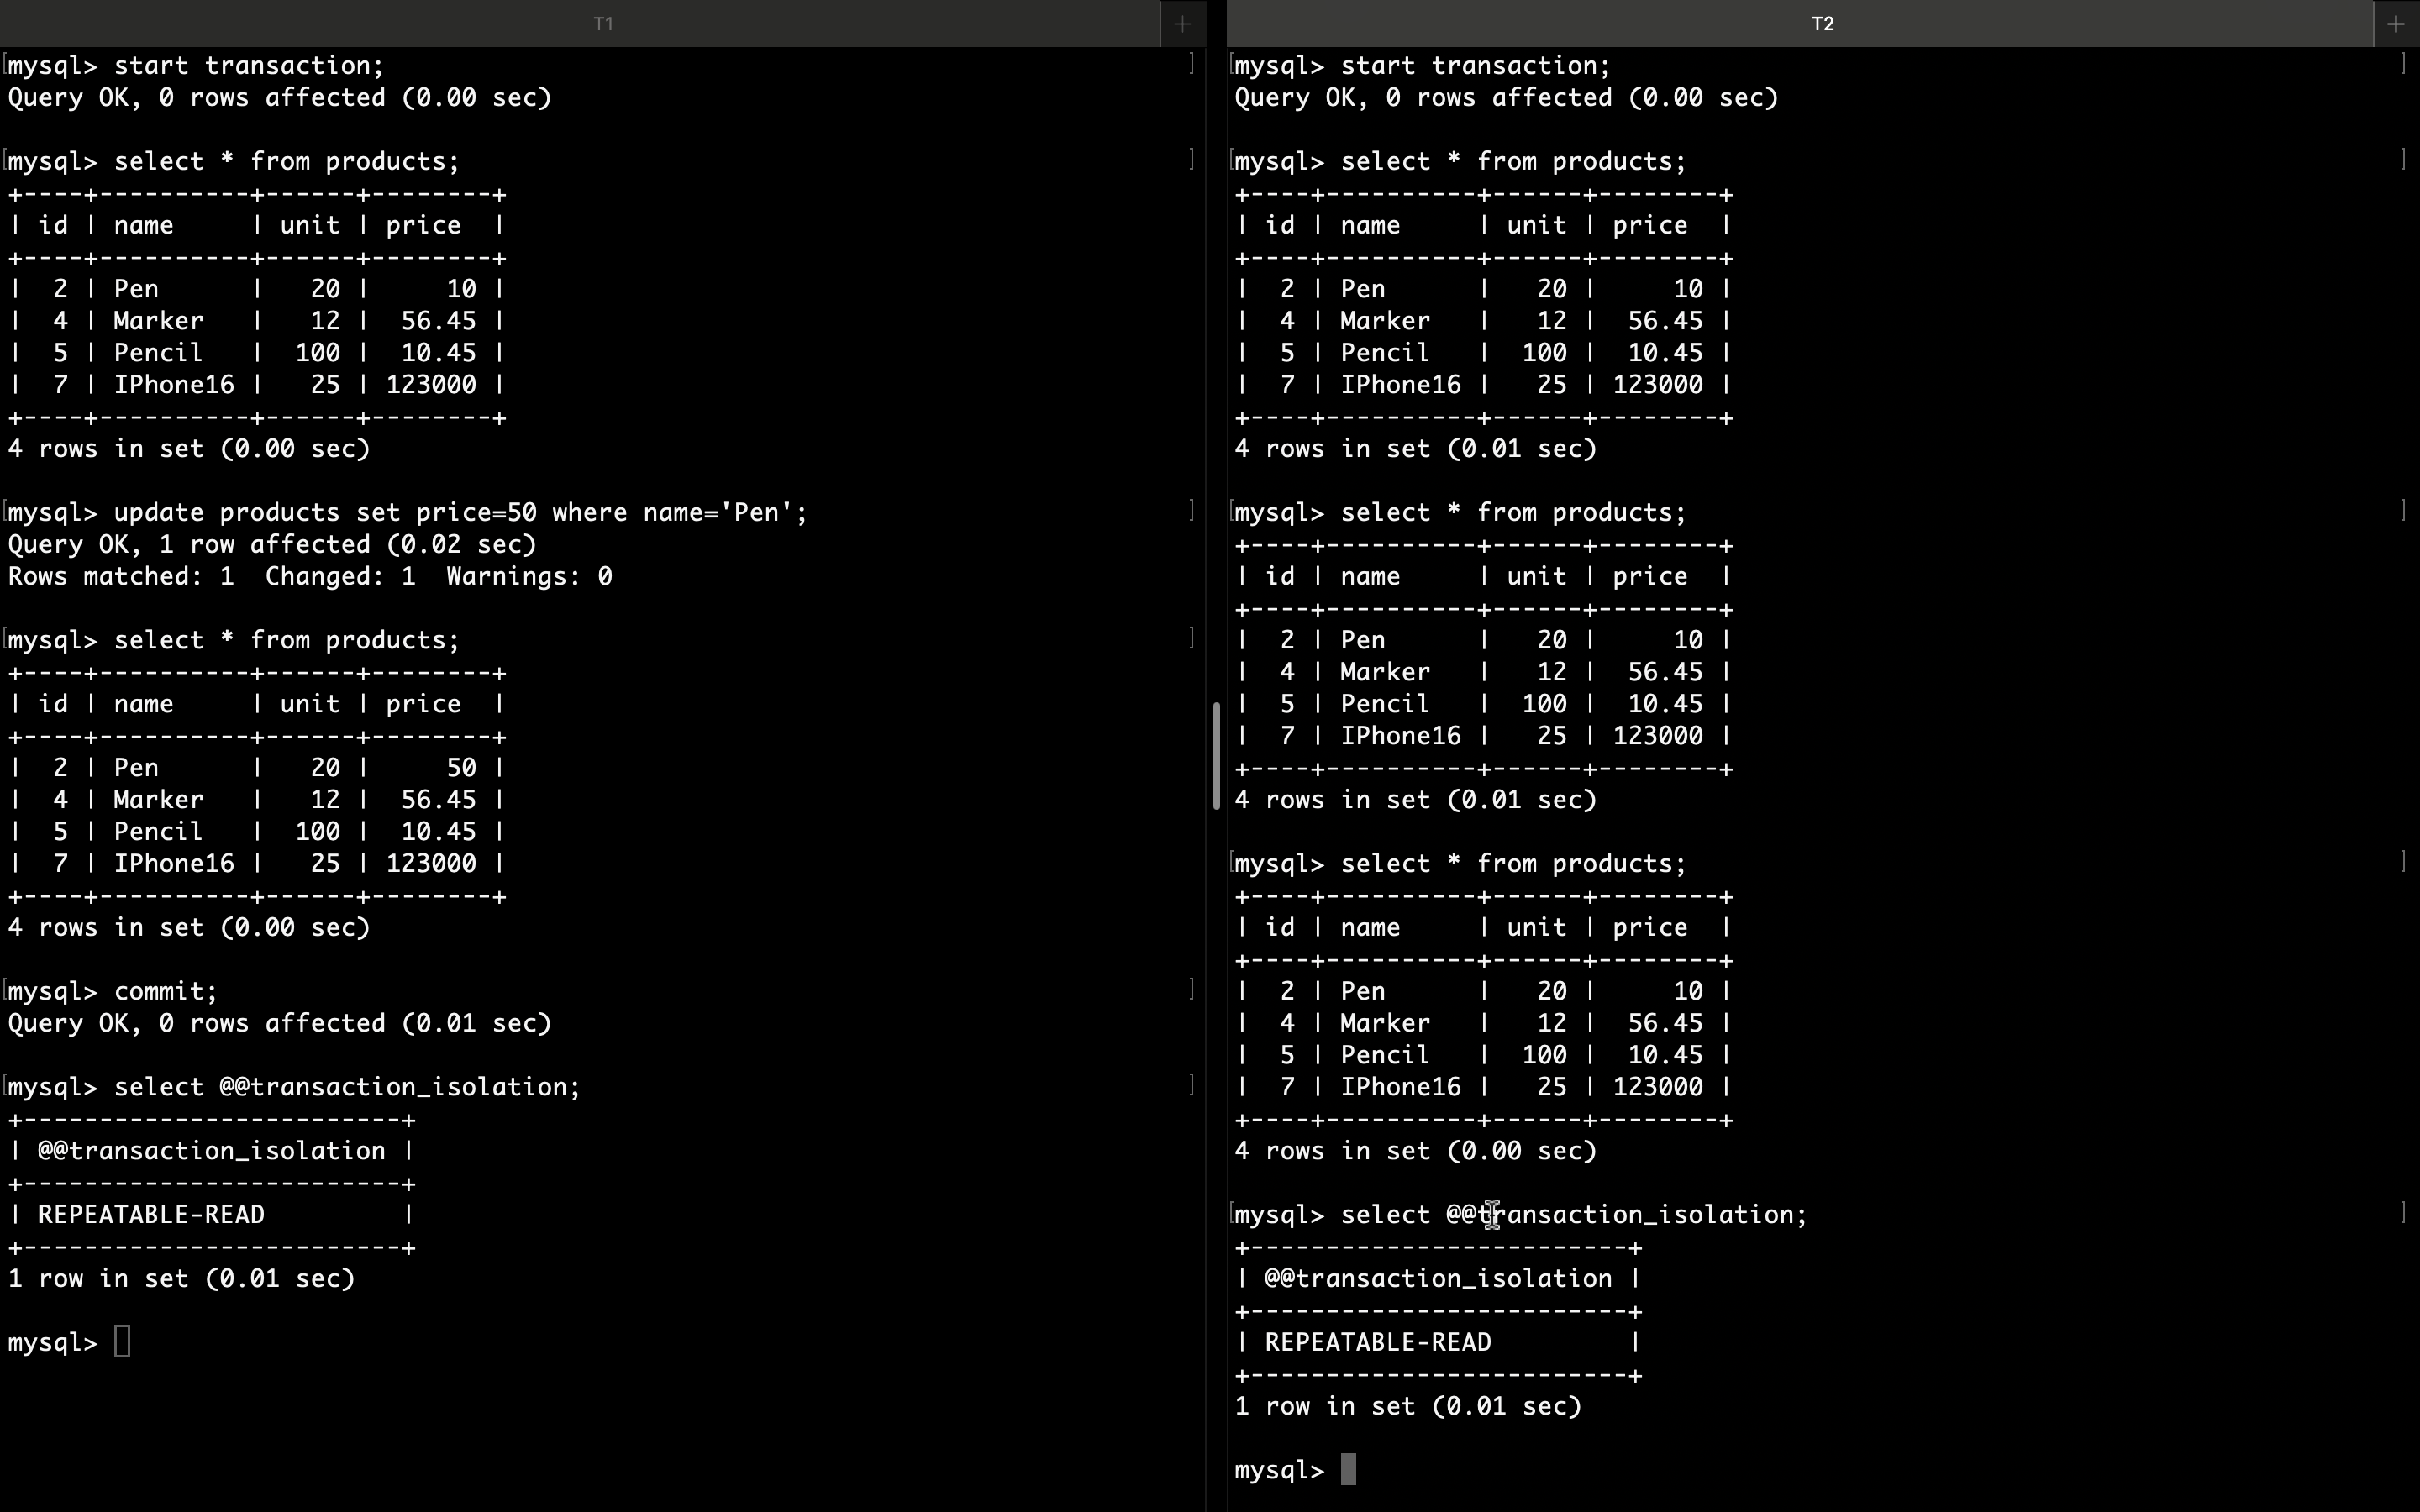 T1
mysql> start transaction;
Query OK, 0 rows affected (0.00 sec)
mysql> select * from products;
+----+----------+------+--------+
| id | name     | unit | price  |
+----+----------+------+--------+
|  2 | Pen      |   20 |     10 |
|  4 | Marker   |   12 |  56.45 |
|  5 | Pencil   |  100 |  10.45 |
|  7 | IPhone16 |   25 | 123000 |
+----+----------+------+--------+
4 rows in set (0.00 sec)
mysql> update products set price=50 where name='Pen';
Query OK, 1 row affected (0.02 sec)
Rows matched: 1  Changed: 1  Warnings: 0
mysql> select * from products;
+----+----------+------+--------+
| id | name     | unit | price  |
+----+----------+------+--------+
|  2 | Pen      |   20 |     50 |
|  4 | Marker   |   12 |  56.45 |
|  5 | Pencil   |  100 |  10.45 |
|  7 | IPhone16 |   25 | 123000 |
+----+----------+------+--------+
4 rows in set (0.00 sec)
mysql> commit;
Query OK, 0 rows affected (0.01 sec)
mysql> select @@transaction_isolation;
+-------------------------+
| @@transaction_isolation |
+-------------------------+
| REPEATABLE-READ         |
+-------------------------+
1 row in set (0.01 sec)
mysql>
T2
mysql> start transaction;
Query OK, 0 rows affected (0.00 sec)
mysql> select * from products;
+----+----------+------+--------+
| id | name     | unit | price  |
+----+----------+------+--------+
|  2 | Pen      |   20 |     10 |
|  4 | Marker   |   12 |  56.45 |
|  5 | Pencil   |  100 |  10.45 |
|  7 | IPhone16 |   25 | 123000 |
+----+----------+------+--------+
4 rows in set (0.01 sec)
mysql> select * from products;
+----+----------+------+--------+
| id | name     | unit | price  |
+----+----------+------+--------+
|  2 | Pen      |   20 |     10 |
|  4 | Marker   |   12 |  56.45 |
|  5 | Pencil   |  100 |  10.45 |
|  7 | IPhone16 |   25 | 123000 |
+----+----------+------+--------+
4 rows in set (0.01 sec)
mysql> select * from products;
+----+----------+------+--------+
| id | name     | unit | price  |
+----+----------+------+--------+
|  2 | Pen      |   20 |     10 |
|  4 | Marker   |   12 |  56.45 |
|  5 | Pencil   |  100 |  10.45 |
|  7 | IPhone16 |   25 | 123000 |
+----+----------+------+--------+
4 rows in set (0.00 sec)
mysql> select @@transaction_isolation;
+-------------------------+
| @@transaction_isolation |
+-------------------------+
| REPEATABLE-READ         |
+-------------------------+
1 row in set (0.01 sec)
mysql>